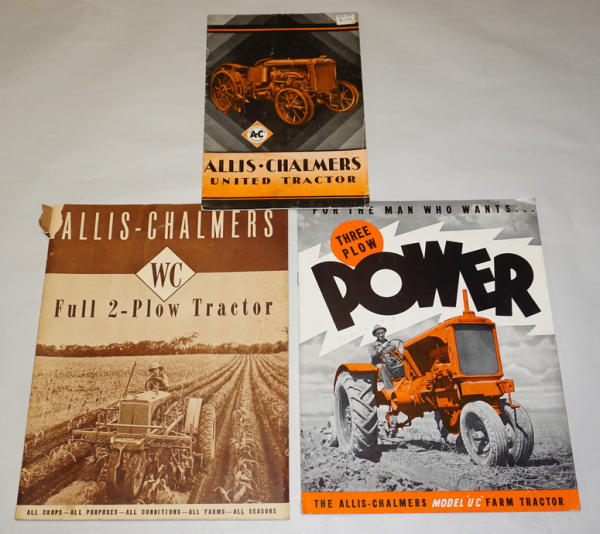 A-C
ALLIS-CHALMERS
UNITED TRACTOR
ALLIS-CHALMERS
WC
Full 2-Plow Tractor
ALL CROPS—ALL PURPOSES—ALL CONDITIONS—ALL FARMS—ALL SEASONS
FOR THE MAN WHO WANTS...
THREE
PLOW
POWER
THE ALLIS-CHALMERS MODEL "UC" FARM TRACTOR